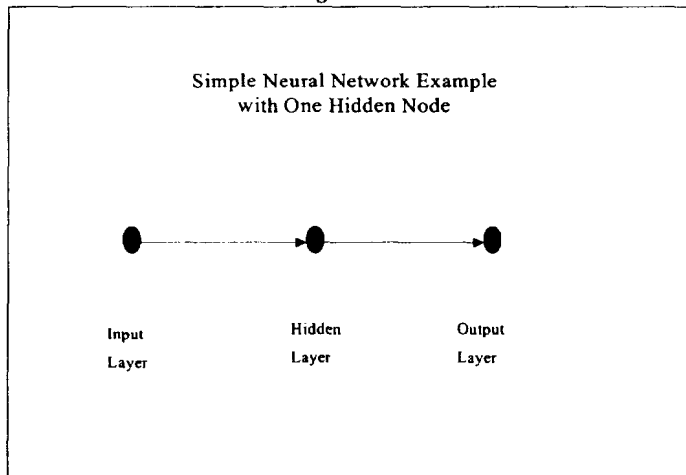 Simple Neural Network Example
with One Hidden Node
Input
Layer
Hidden
Layer
Output
Layer